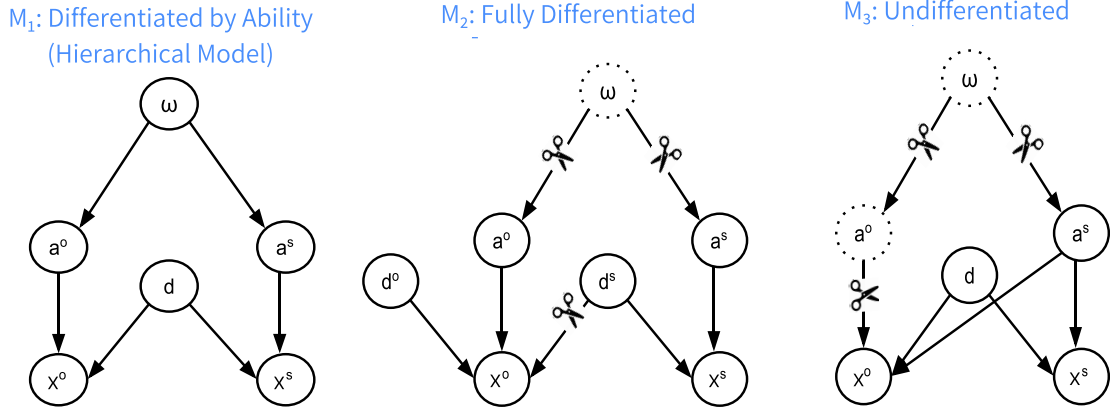 M₁: Differentiated by Ability
(Hierarchical Model)
ω
aᵒ
aˢ
d
xᵒ
xˢ
M₂: Fully Differentiated
ω
aᵒ
aˢ
dᵒ
dˢ
xᵒ
xˢ
M₃: Undifferentiated
ω
aᵒ
aˢ
d
xᵒ
xˢ